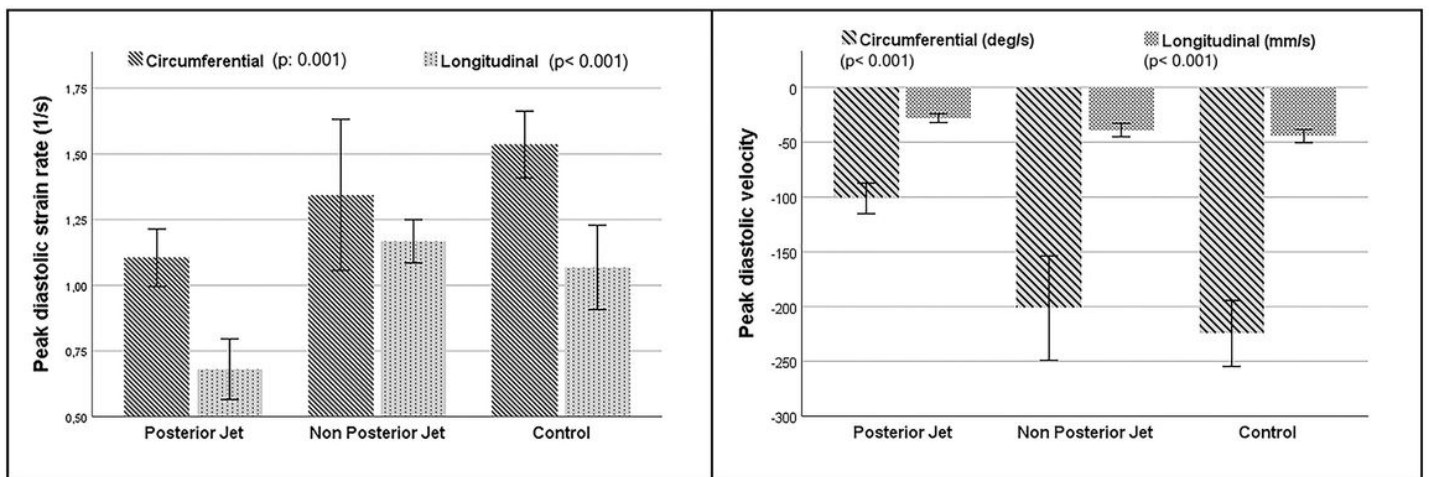 Circumferential (p: 0.001) Longitudinal (p< 0.001)
Peak diastolic strain rate (1/s)
1,75
1,50
1,25
1,00
0,75
0,50
Posterior Jet Non Posterior Jet Control
Circumferential (deg/s) Longitudinal (mm/s)
(p< 0.001) (p< 0.001)
Peak diastolic velocity
0
-50
-100
-150
-200
-250
-300
Posterior Jet Non Posterior Jet Control